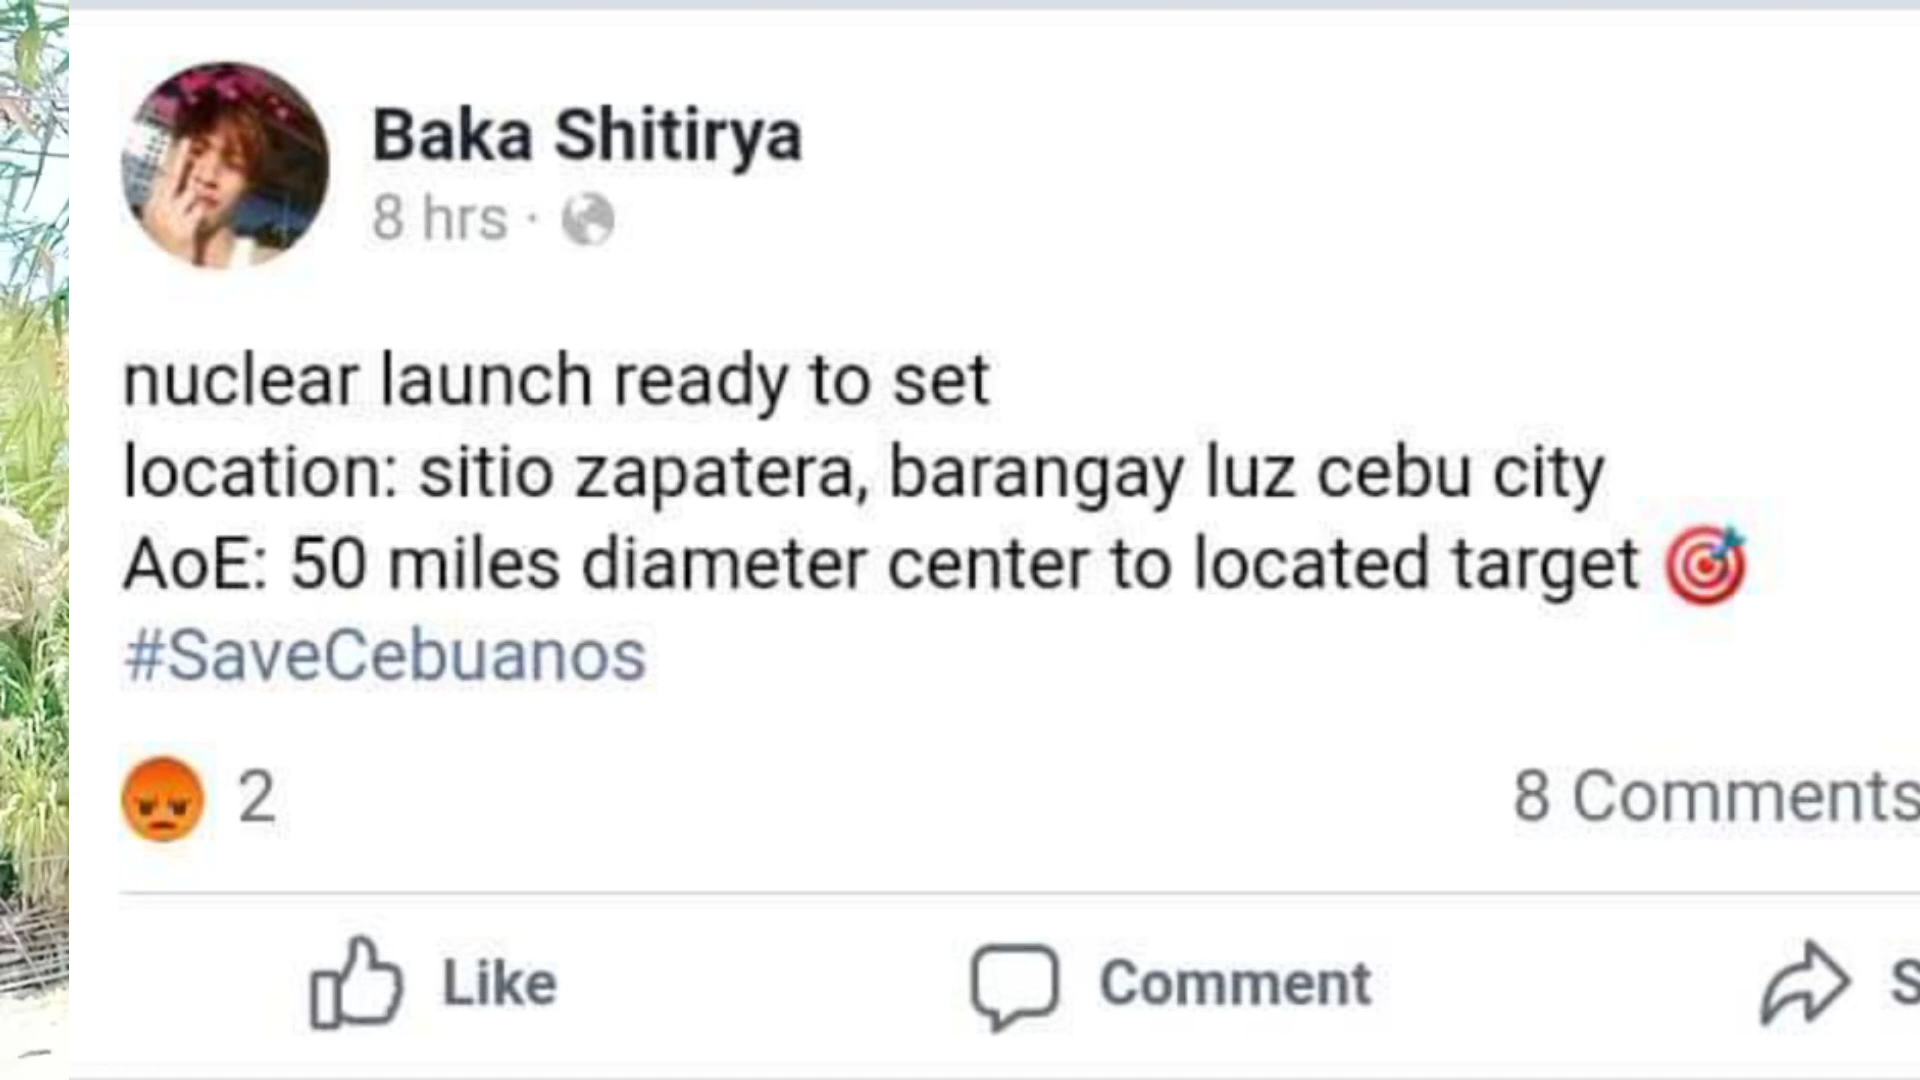 Baka Shitirya
8 hrs ·
nuclear launch ready to set
location: sitio zapatera, barangay luz cebu city
AoE: 50 miles diameter center to located target 🎯
#SaveCebuanos
😡 2
8 Comments
Like
Comment